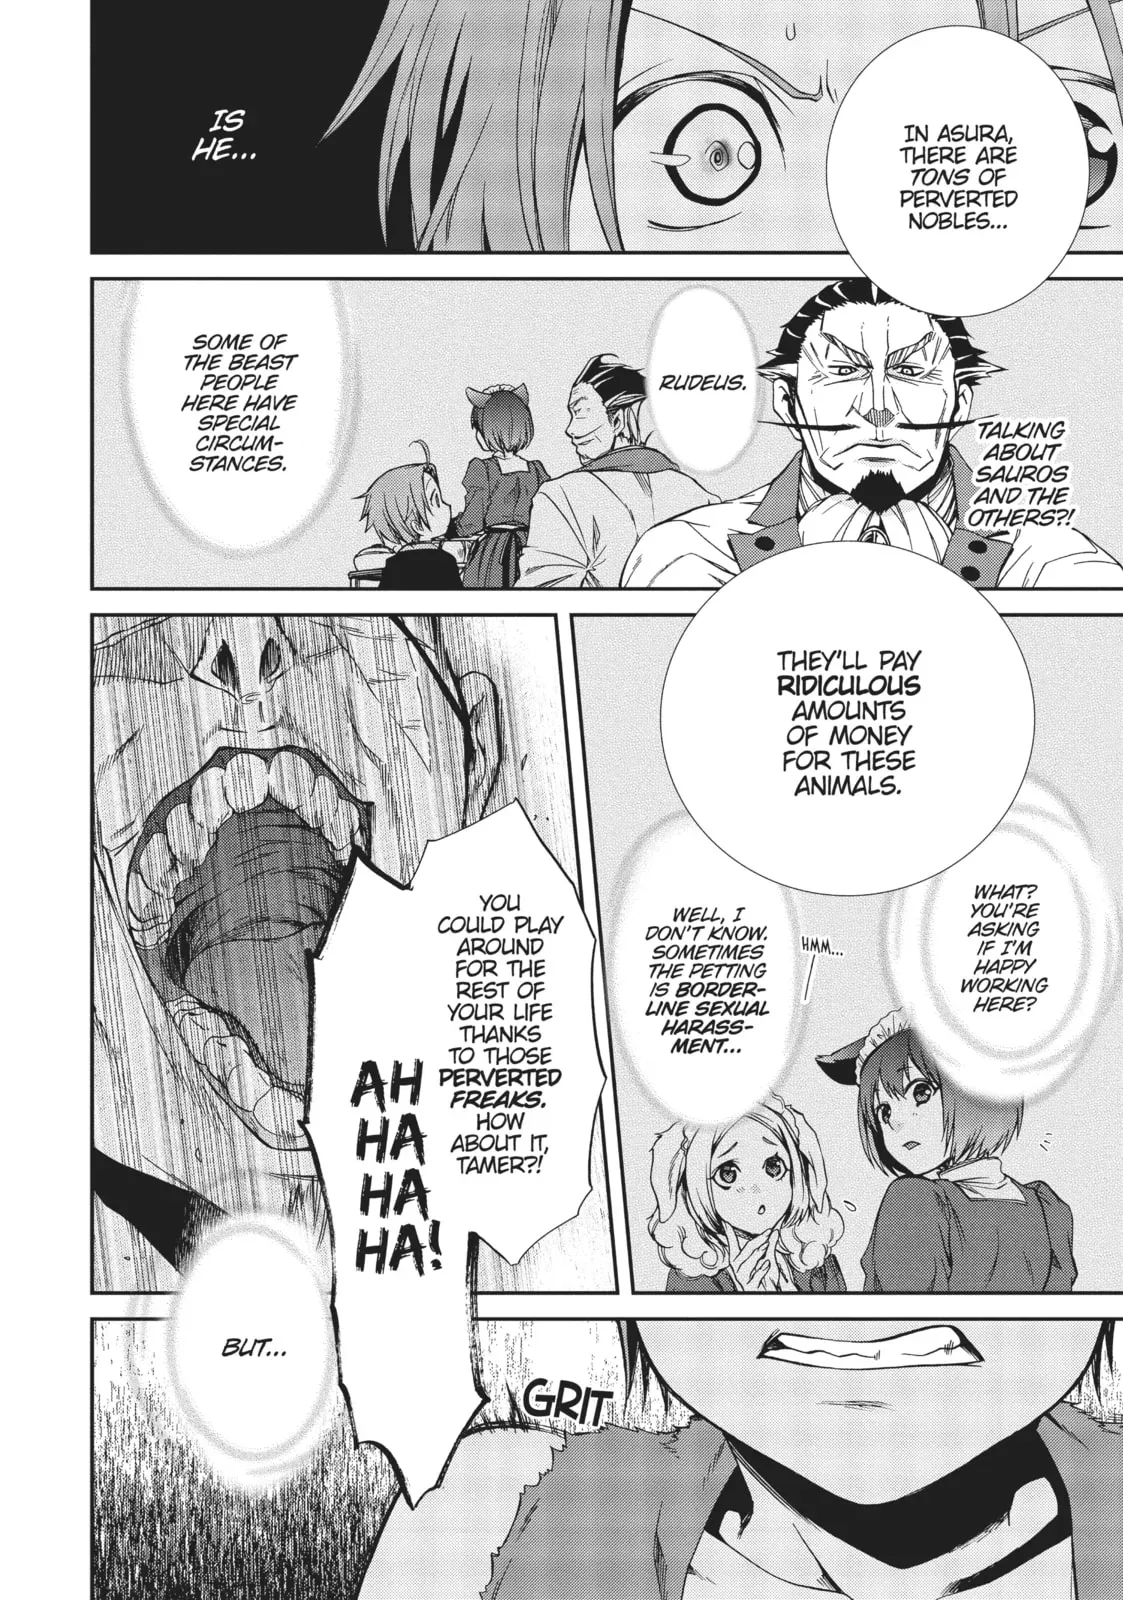 IN ASURA,
THERE ARE
TONS OF
PERVERTED
NOBLES...
IS
HE...
TALKING
ABOUT
SAUROS
AND THE
OTHERS?!
RUDEUS.
SOME OF
THE BEAST
PEOPLE
HERE HAVE
SPECIAL
CIRCUM-
STANCES.
THEY'LL PAY
RIDICULOUS
AMOUNTS
OF MONEY
FOR THESE
ANIMALS.
WHAT?
YOU'RE
ASKING
IF I'M
HAPPY
WORKING
HERE?
HMM...
WELL, I
DON'T KNOW.
SOMETIMES
THE PETTING
IS BORDER-
LINE SEXUAL
HARASS-
MENT...
YOU
COULD PLAY
AROUND
FOR THE
REST OF
YOUR LIFE
THANKS
TO THOSE
PERVERTED
FREAKS.
HOW
ABOUT IT,
TAMER?!
AH
HA
HA
HA!
GRIT
BUT...